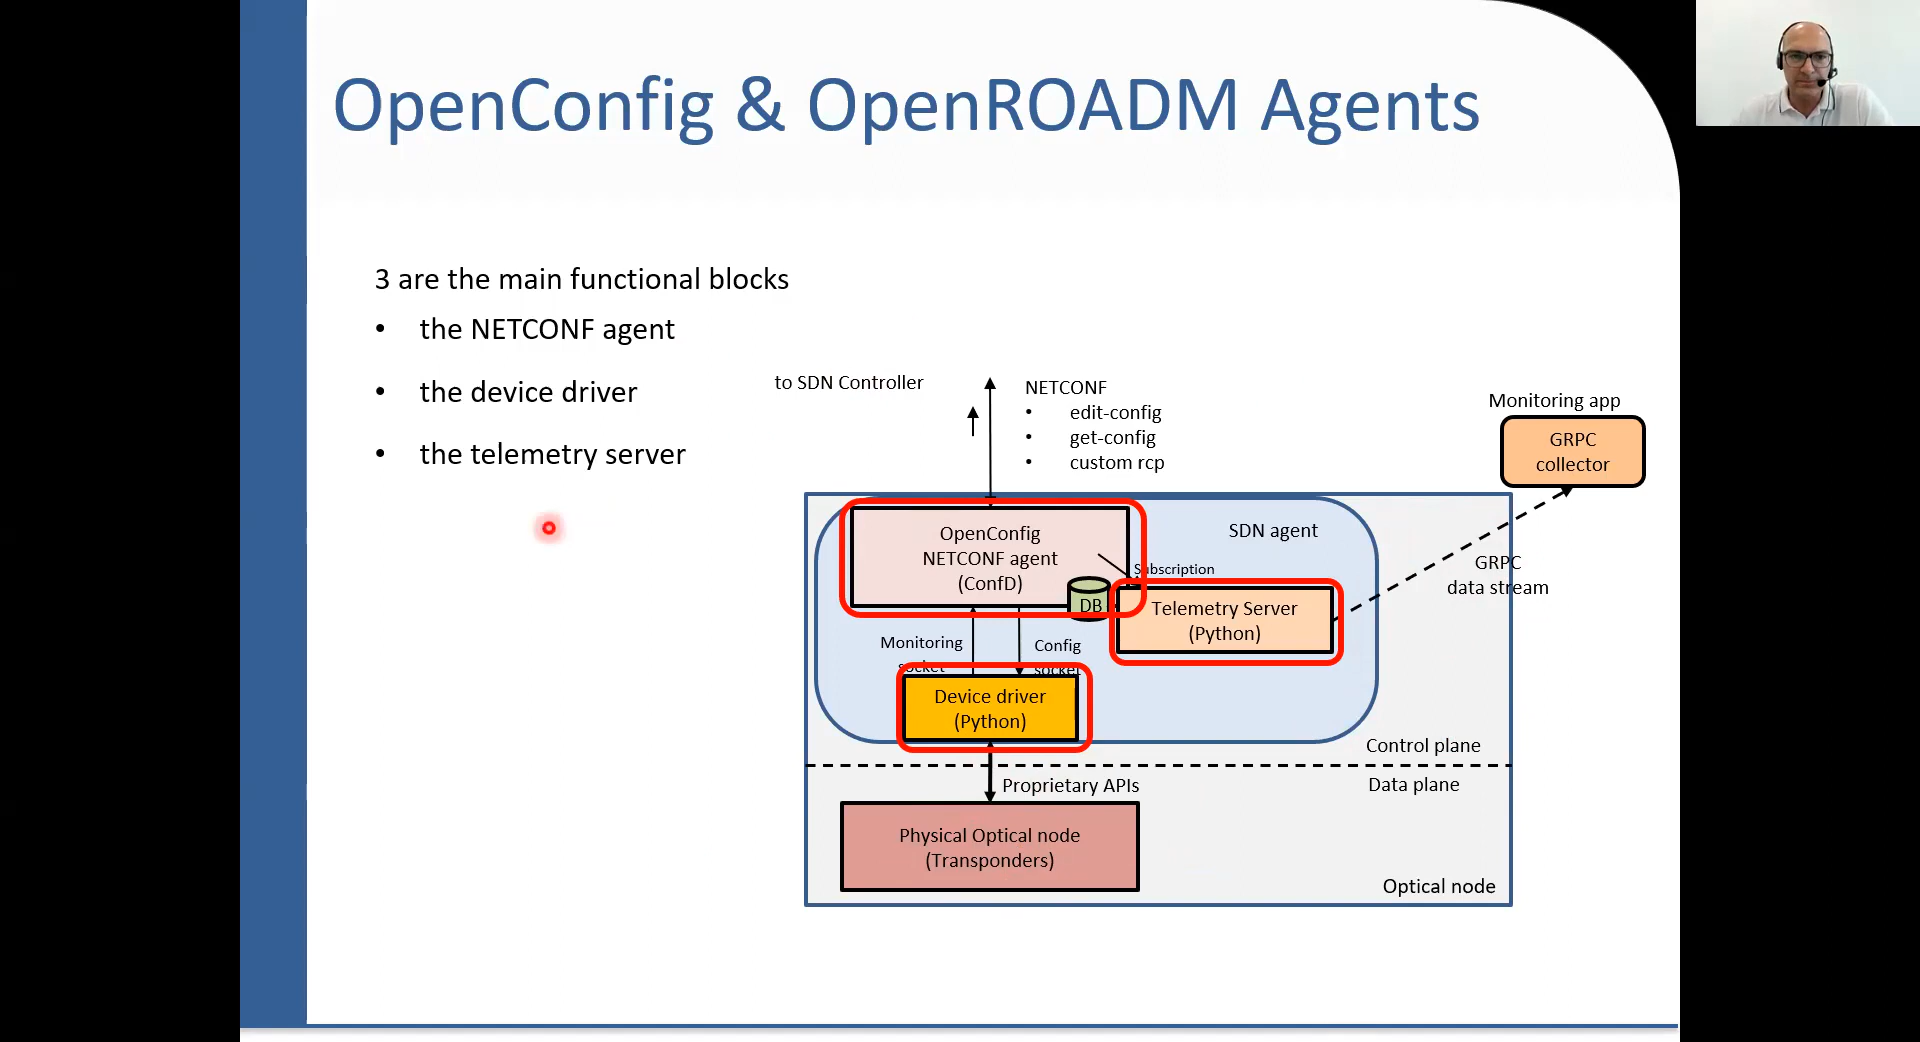 OpenConfig & OpenROADM Agents
3 are the main functional blocks
• the NETCONF agent
• the device driver
• the telemetry server
to SDN Controller
NETCONF
• edit-config
• get-config
• custom rcp
Monitoring app
GRPC
collector
OpenConfig
NETCONF agent
(ConfD)
SDN agent
Subscription
DB
Telemetry Server
(Python)
GRPC
data stream
Monitoring
socket
Config
socket
Device driver
(Python)
Control plane
Data plane
Proprietary APIs
Physical Optical node
(Transponders)
Optical node